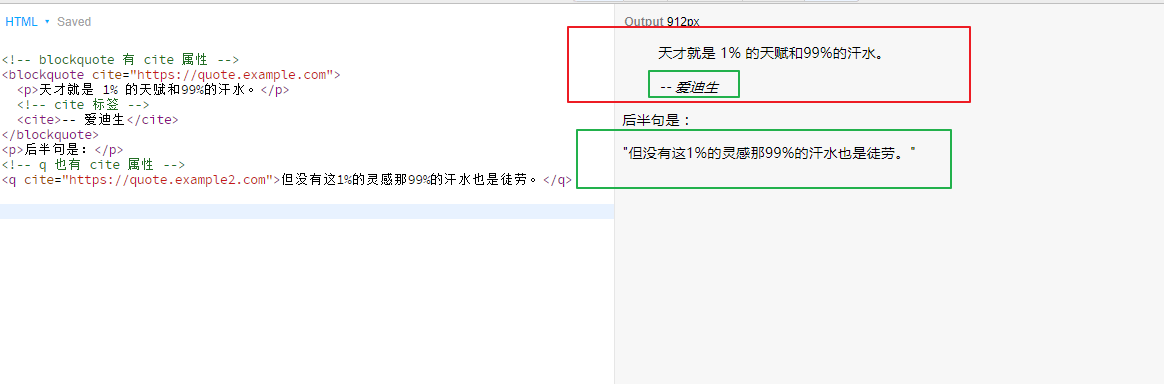 HTML Saved
<!-- blockquote 有 cite 属性 -->
<blockquote cite="https://quote.example.com">
<p>天才就是 1% 的天赋和99%的汗水。</p>
<!-- cite 标签 -->
<cite>-- 爱迪生</cite>
</blockquote>
<p>后半句是：</p>
<!-- q 也有 cite 属性 -->
<q cite="https://quote.example2.com">但没有这1%的灵感那99%的汗水也是徒劳。</q>
Output 912px
天才就是 1% 的天赋和99%的汗水。
-- 爱迪生
后半句是：
"但没有这1%的灵感那99%的汗水也是徒劳。"